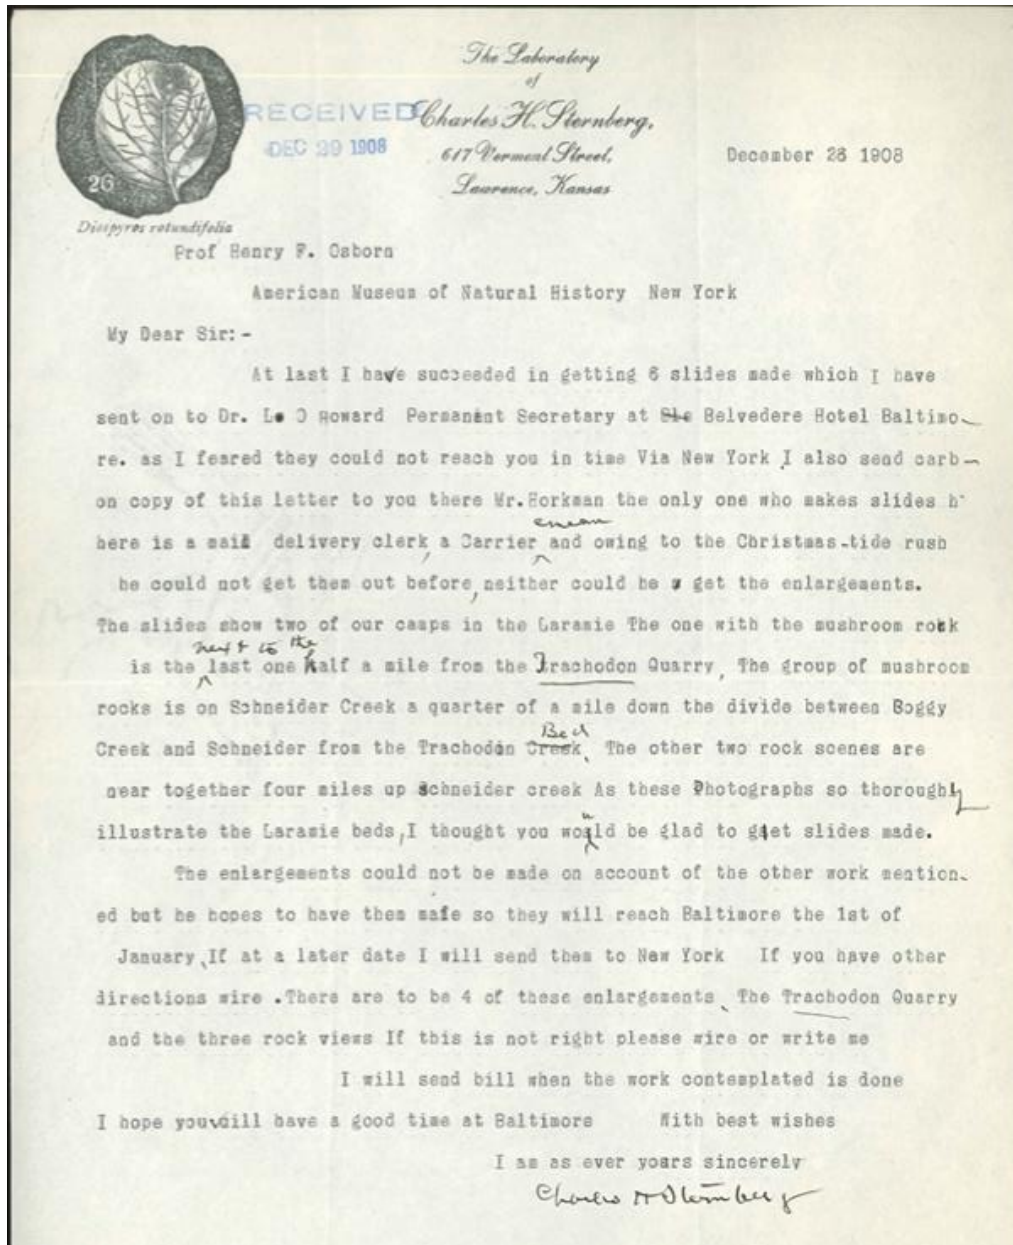 The Laboratory
of
Charles H. Sternberg,
617 Vermont Street,
Lawrence, Kansas
RECEIVED
DEC 29 1908
26
Diospyros rotundifolia
December 26 1908
Prof Henry F. Osborn
American Museum of Natural History New York
My Dear Sir:-
At last I have succeeded in getting 6 slides made which I have
sent on to Dr. L. O Howard Permanent Secretary at Belvedere Hotel Baltimo-
re. as I feared they could not reach you in time Via New York I also send carb-
on copy of this letter to you there Mr. the only one who makes slides h
here is a mail delivery clerk, a Carrier and owing to the Christmas-tide rush
he could not get them out before, neither could he get the enlargements.
The slides show two of our camps in the Laramie The one with the mushroom rock
is the next to the last one half a mile from the Trachodon Quarry, The group of mushroom
rocks is on Schneider Creek a quarter of a mile down the divide between Boggy
Creek and Schneider from the Trachodon Creek Bed. The other two rock scenes are
near together four miles up Schneider creek As these Photographs so thoroughly
illustrate the Laramie beds, I thought you would be glad to get slides made.
The enlargements could not be made on account of the other work mention-
ed but he hopes to have them mafe so they will reach Baltimore the 1st of
January, If at a later date I will send them to New York If you have other
directions wire .There are to be 4 of these enlargements, The Trachodon Quarry
and the three rock views If this is not right please wire or write me
I will send bill when the work contemplated is done
I hope you will have a good time at Baltimore With best wishes
I am as ever yours sincerely
Charles H Sternberg